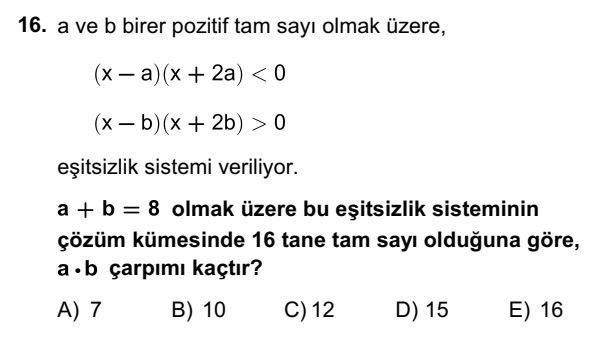 16. a ve b birer pozitif tam sayı olmak üzere,
(x – a)(x + 2a) < 0
(x – b)(x + 2b) > 0
eşitsizlik sistemi veriliyor.
a + b = 8 olmak üzere bu eşitsizlik sisteminin
çözüm kümesinde 16 tane tam sayı olduğuna göre,
a • b çarpımı kaçtır?
A) 7 B) 10 C) 12 D) 15 E) 16